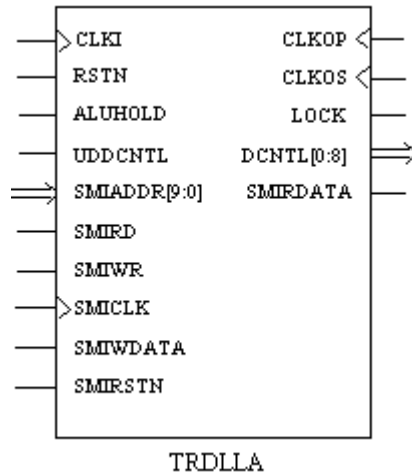 CLKI CLKOP
RSTN CLKOS
ALUHOLD LOCK
UDDCNTL DCNTL[0:8]
SMIADDR[9:0] SMIRDATA
SMIRD
SMIWR
SMICLK
SMIWDATA
SMIRSTN
TRDLLA